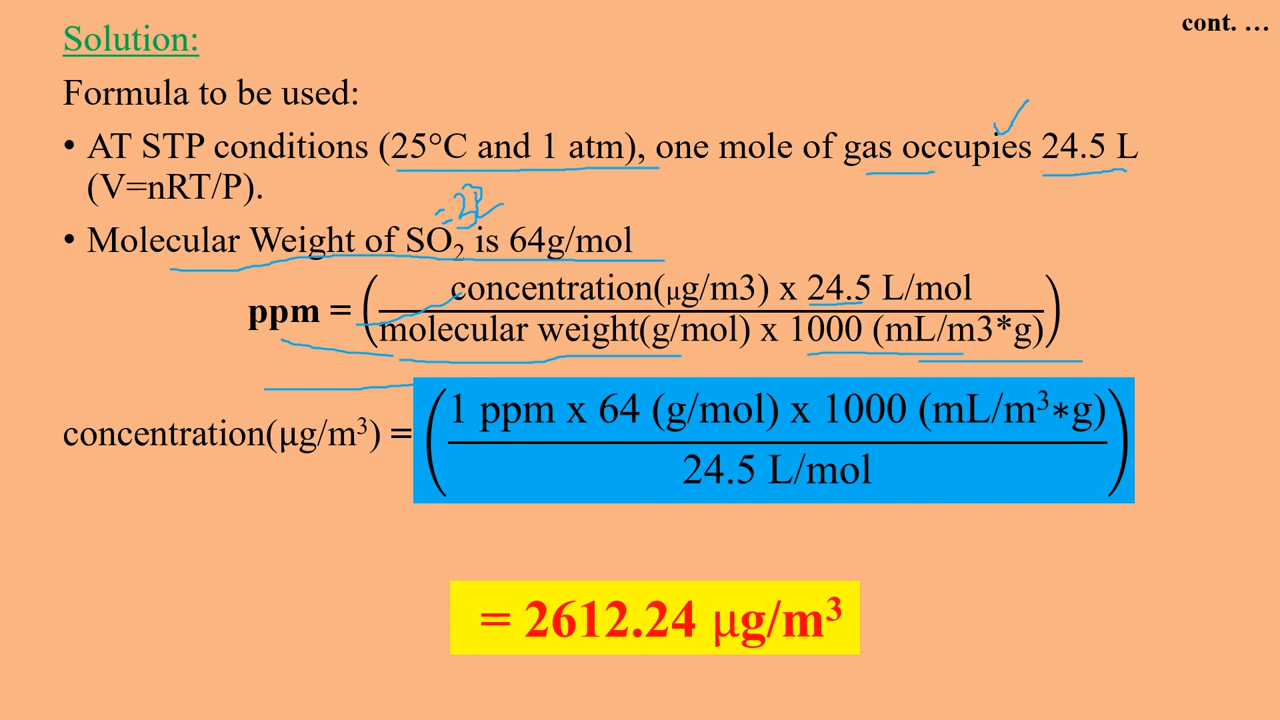 cont. …
Solution:
Formula to be used:
• AT STP conditions (25°C and 1 atm), one mole of gas occupies 24.5 L
(V=nRT/P).
• Molecular Weight of SO₂ is 64g/mol
ppm = (concentration(μg/m3) x 24.5 L/mol
molecular weight(g/mol) x 1000 (mL/m3*g))
concentration(μg/m³) = (1 ppm x 64 (g/mol) x 1000 (mL/m³∗g)
24.5 L/mol)
= 2612.24 μg/m³